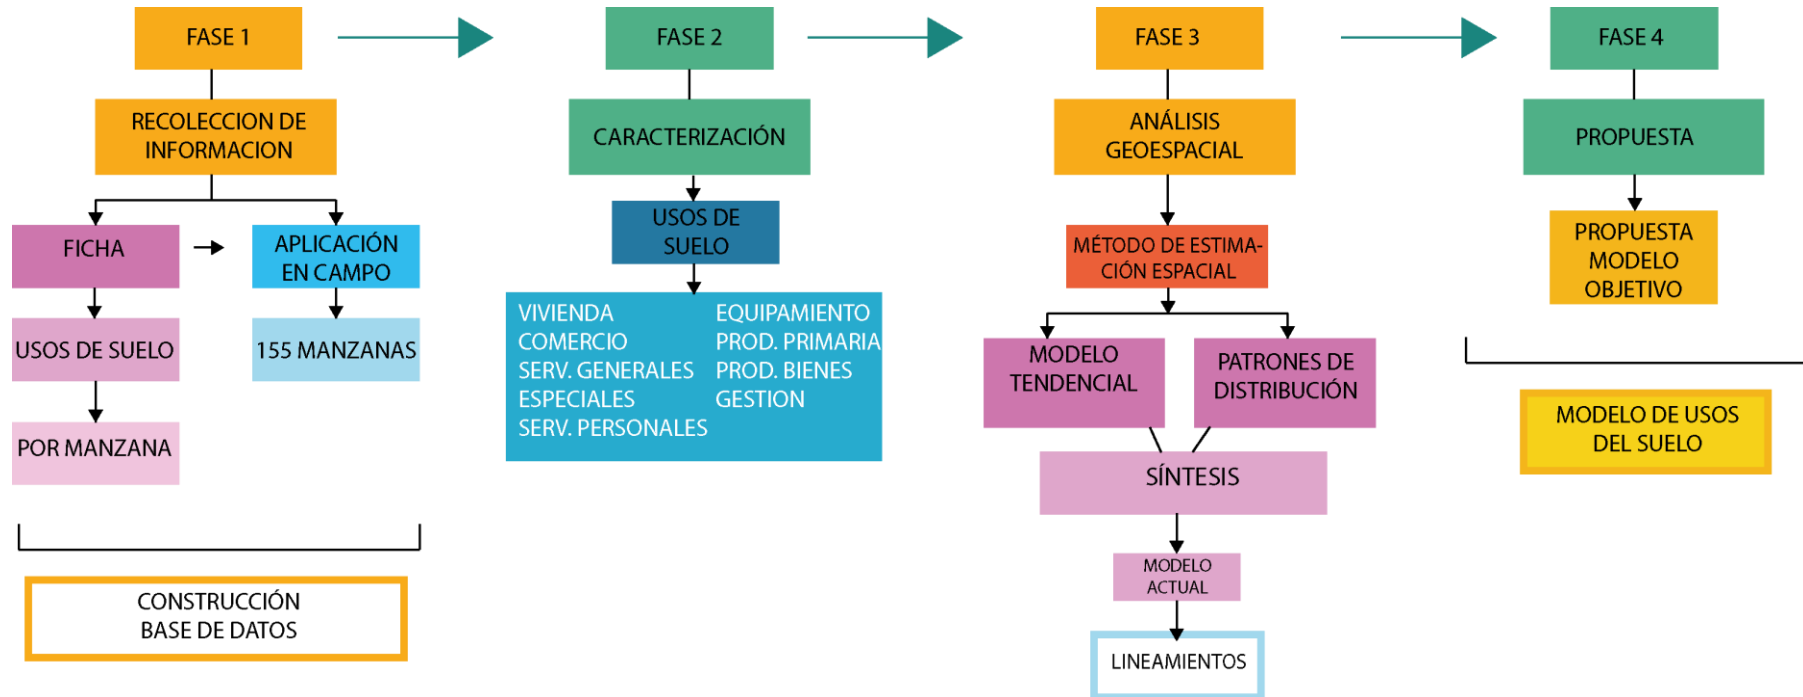 FASE 1
RECOLECCION DE
INFORMACION
FICHA
APLICACIÓN
EN CAMPO
USOS DE SUELO
155 MANZANAS
POR MANZANA
CONSTRUCCIÓN
BASE DE DATOS
FASE 2
CARACTERIZACIÓN
USOS DE
SUELO
VIVIENDA
COMERCIO
SERV. GENERALES
ESPECIALES
SERV. PERSONALES
EQUIPAMIENTO
PROD. PRIMARIA
PROD. BIENES
GESTION
FASE 3
ANÁLISIS
GEOESPACIAL
MÉTODO DE ESTIMA-
CIÓN ESPACIAL
MODELO
TENDENCIAL
PATRONES DE
DISTRIBUCIÓN
SÍNTESIS
MODELO
ACTUAL
LINEAMIENTOS
FASE 4
PROPUESTA
PROPUESTA
MODELO
OBJETIVO
MODELO DE USOS
DEL SUELO